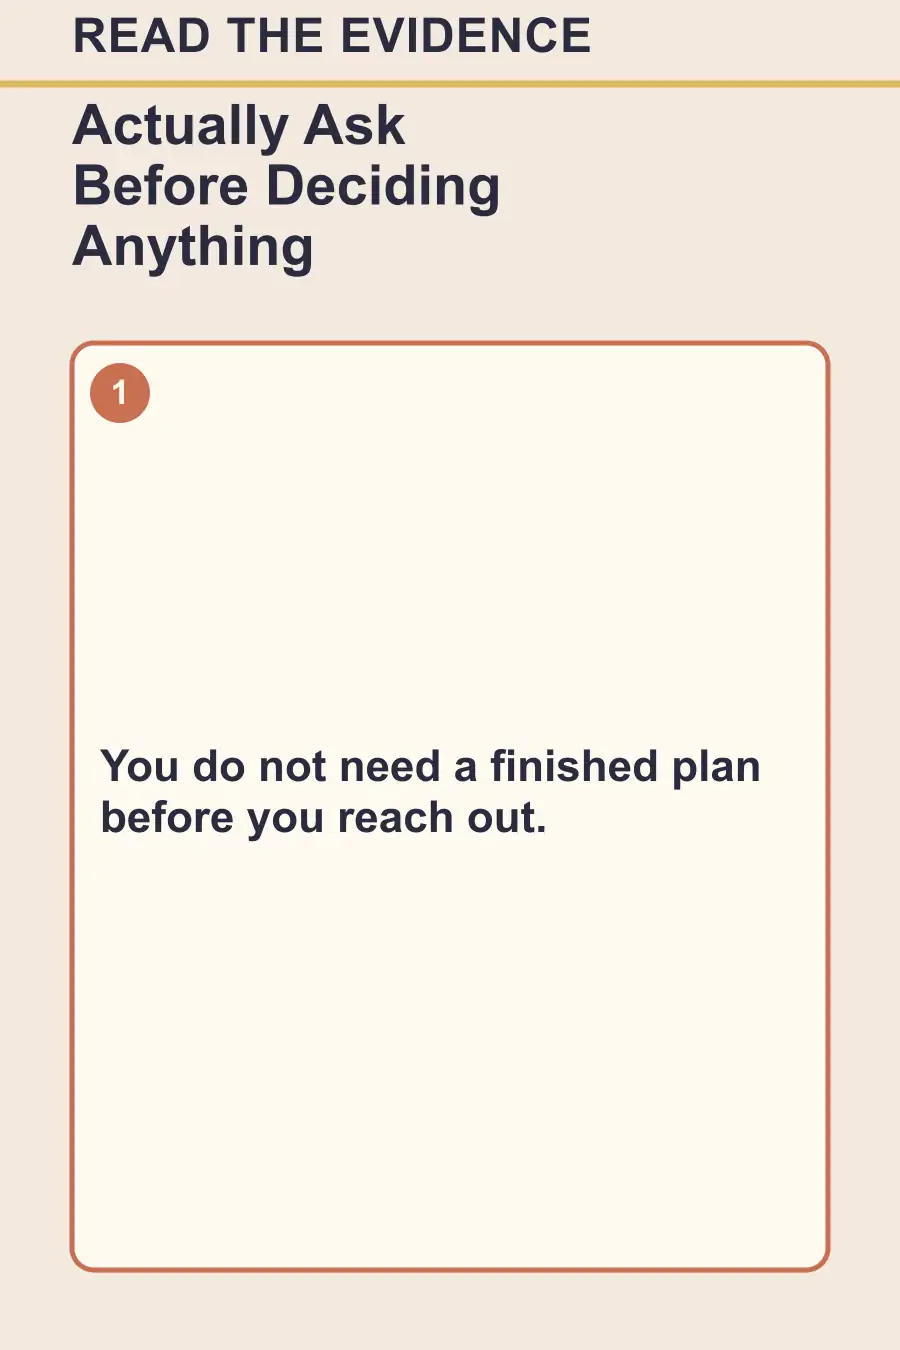 READ THE EVIDENCE
Actually Ask
Before Deciding
Anything
1
You do not need a finished plan
before you reach out.